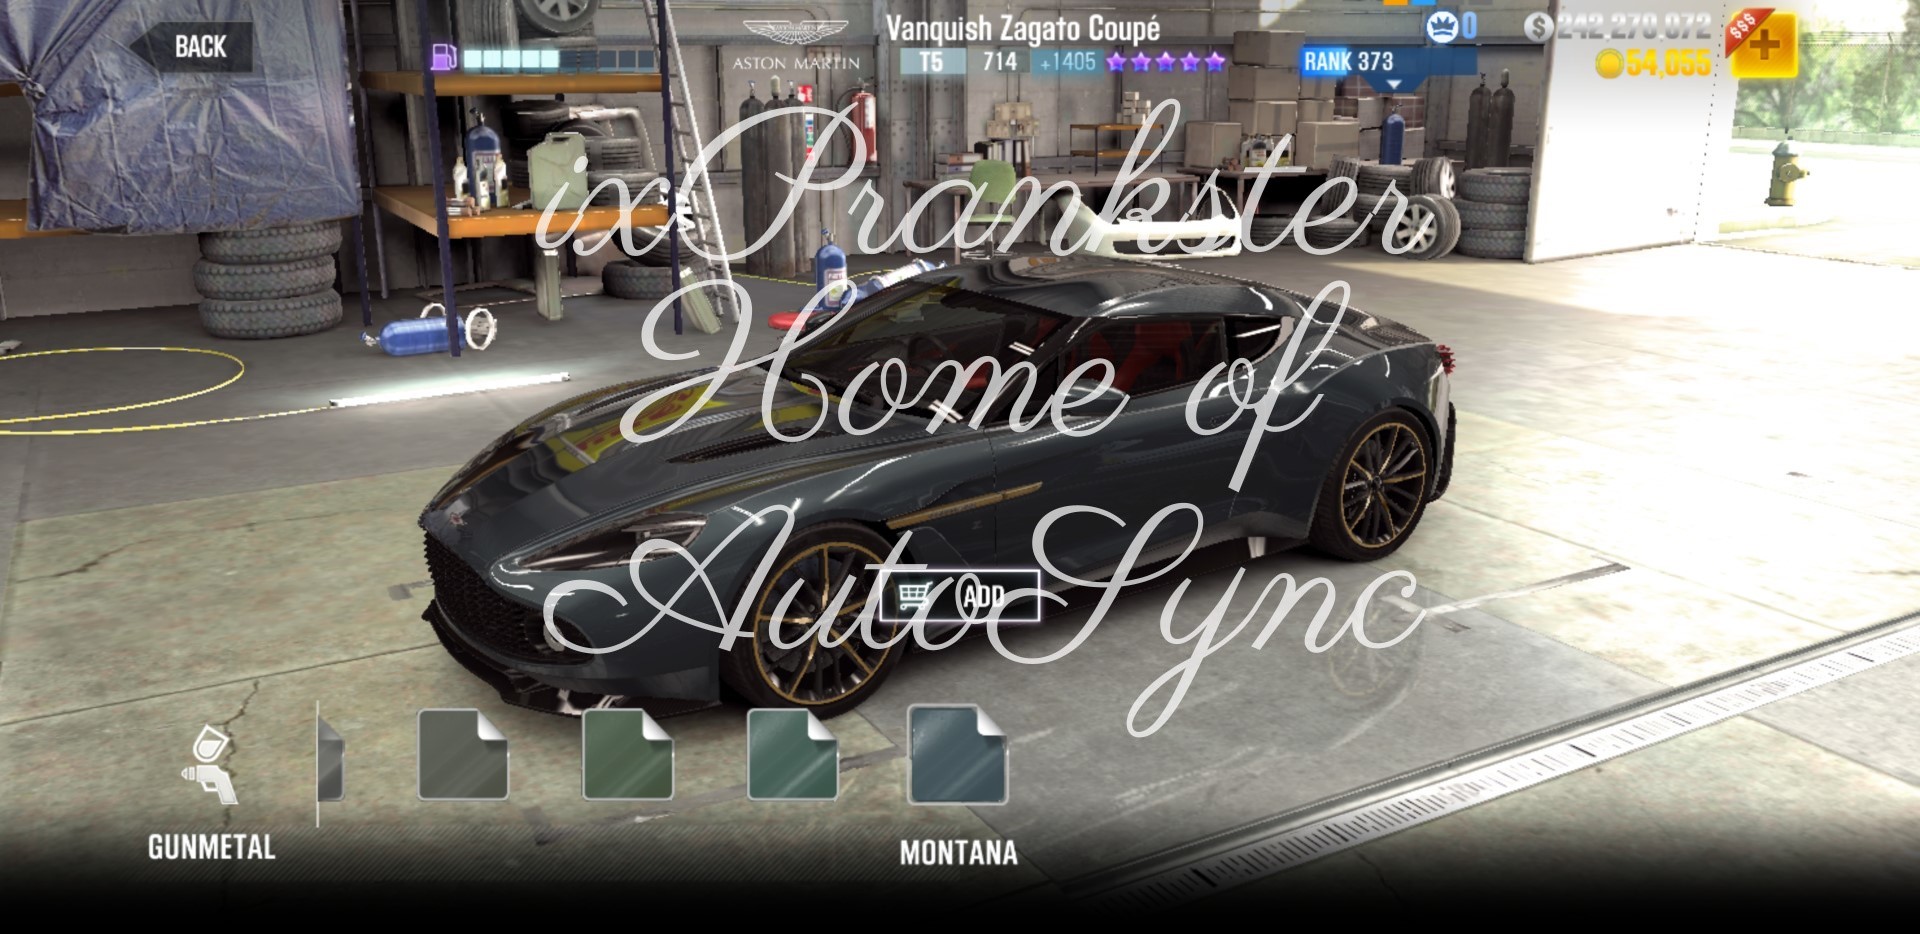 BACK
ASTON MARTIN
Vanquish Zagato Coupé
T5 714 +1405
RANK 373
0
$ 242,270,072
54,055
$$$
ixPrankster
Home of
AutoSync
ADD
GUNMETAL
MONTANA